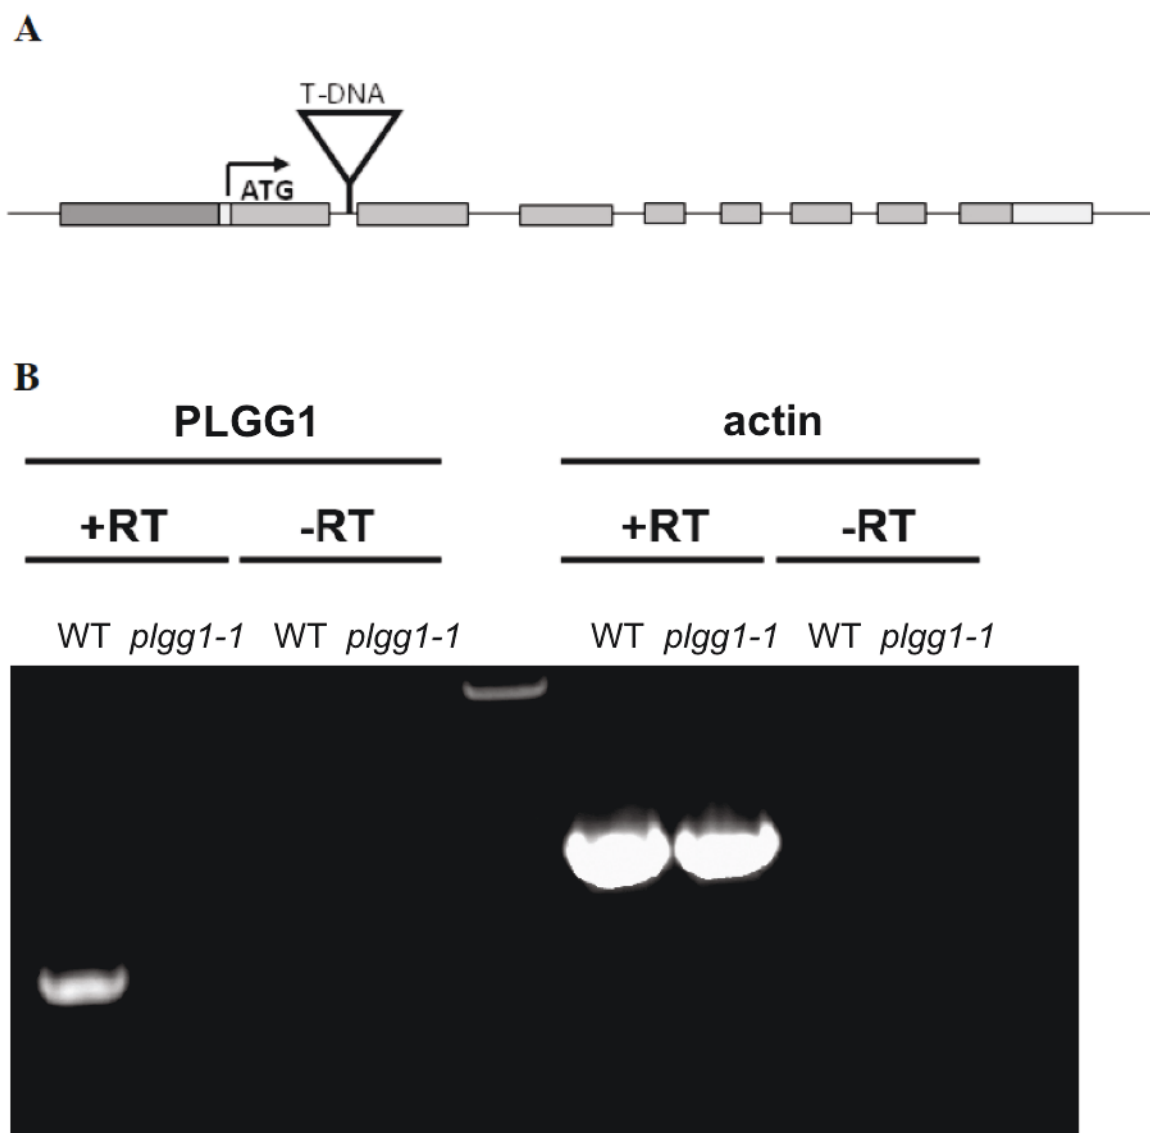 A
T-DNA
ATG
B
PLGG1 actin
+RT -RT +RT -RT
WT plgg1-1 WT plgg1-1 WT plgg1-1 WT plgg1-1